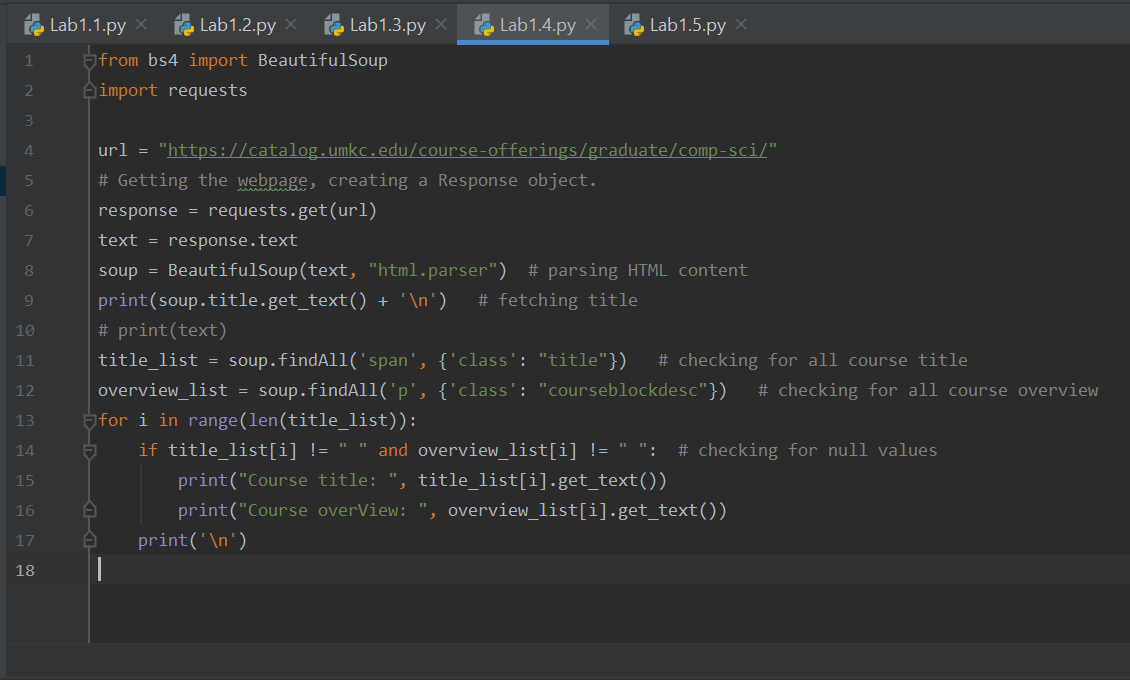 Lab1.1.py Lab1.2.py Lab1.3.py Lab1.4.py Lab1.5.py
1 from bs4 import BeautifulSoup
2 import requests
3
4 url = "https://catalog.umkc.edu/course-offerings/graduate/comp-sci/"
5 # Getting the webpage, creating a Response object.
6 response = requests.get(url)
7 text = response.text
8 soup = BeautifulSoup(text, "html.parser")  # parsing HTML content
9 print(soup.title.get_text() + '\n')   # fetching title
10 # print(text)
11 title_list = soup.findAll('span', {'class': "title"})   # checking for all course title
12 overview_list = soup.findAll('p', {'class': "courseblockdesc"})   # checking for all course overview
13 for i in range(len(title_list)):
14     if title_list[i] != " " and overview_list[i] != " ":  # checking for null values
15         print("Course title: ", title_list[i].get_text())
16         print("Course overView: ", overview_list[i].get_text())
17     print('\n')
18